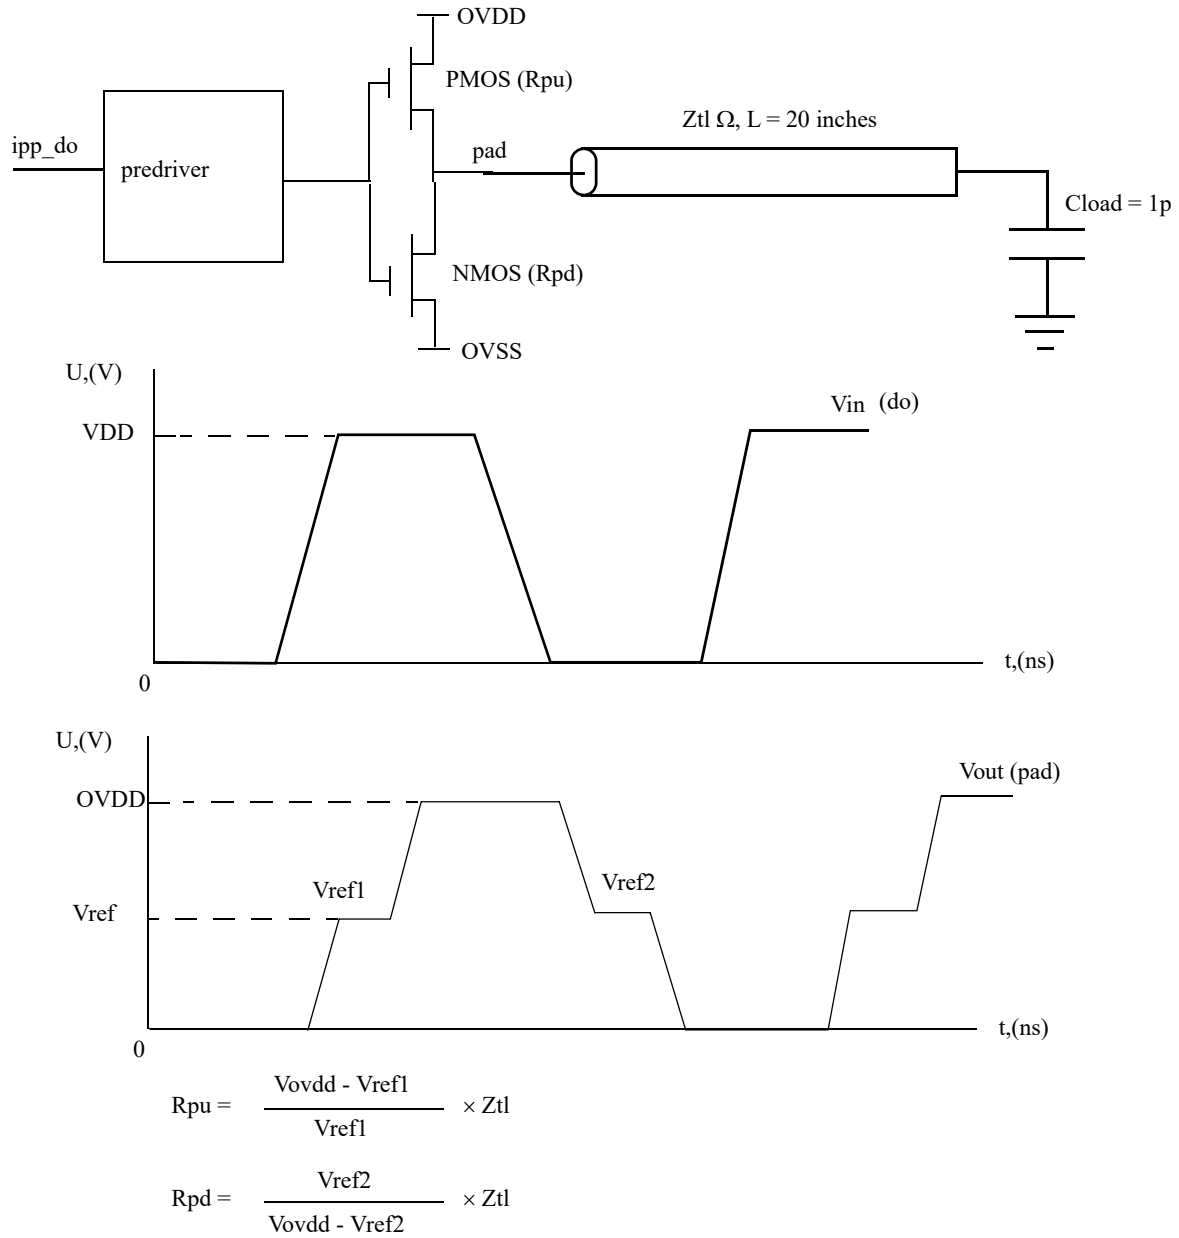 OVDD
PMOS (Rpu)
Ztl Ω, L = 20 inches
ipp_do
predriver
pad
Cload = 1p
NMOS (Rpd)
OVSS
U,(V)
Vin (do)
VDD
t,(ns)
0
U,(V)
Vout (pad)
OVDD
Vref1
Vref2
Vref
t,(ns)
0
Vovdd - Vref1
Rpu = × Ztl
Vref1
Vref2
Rpd = × Ztl
Vovdd - Vref2